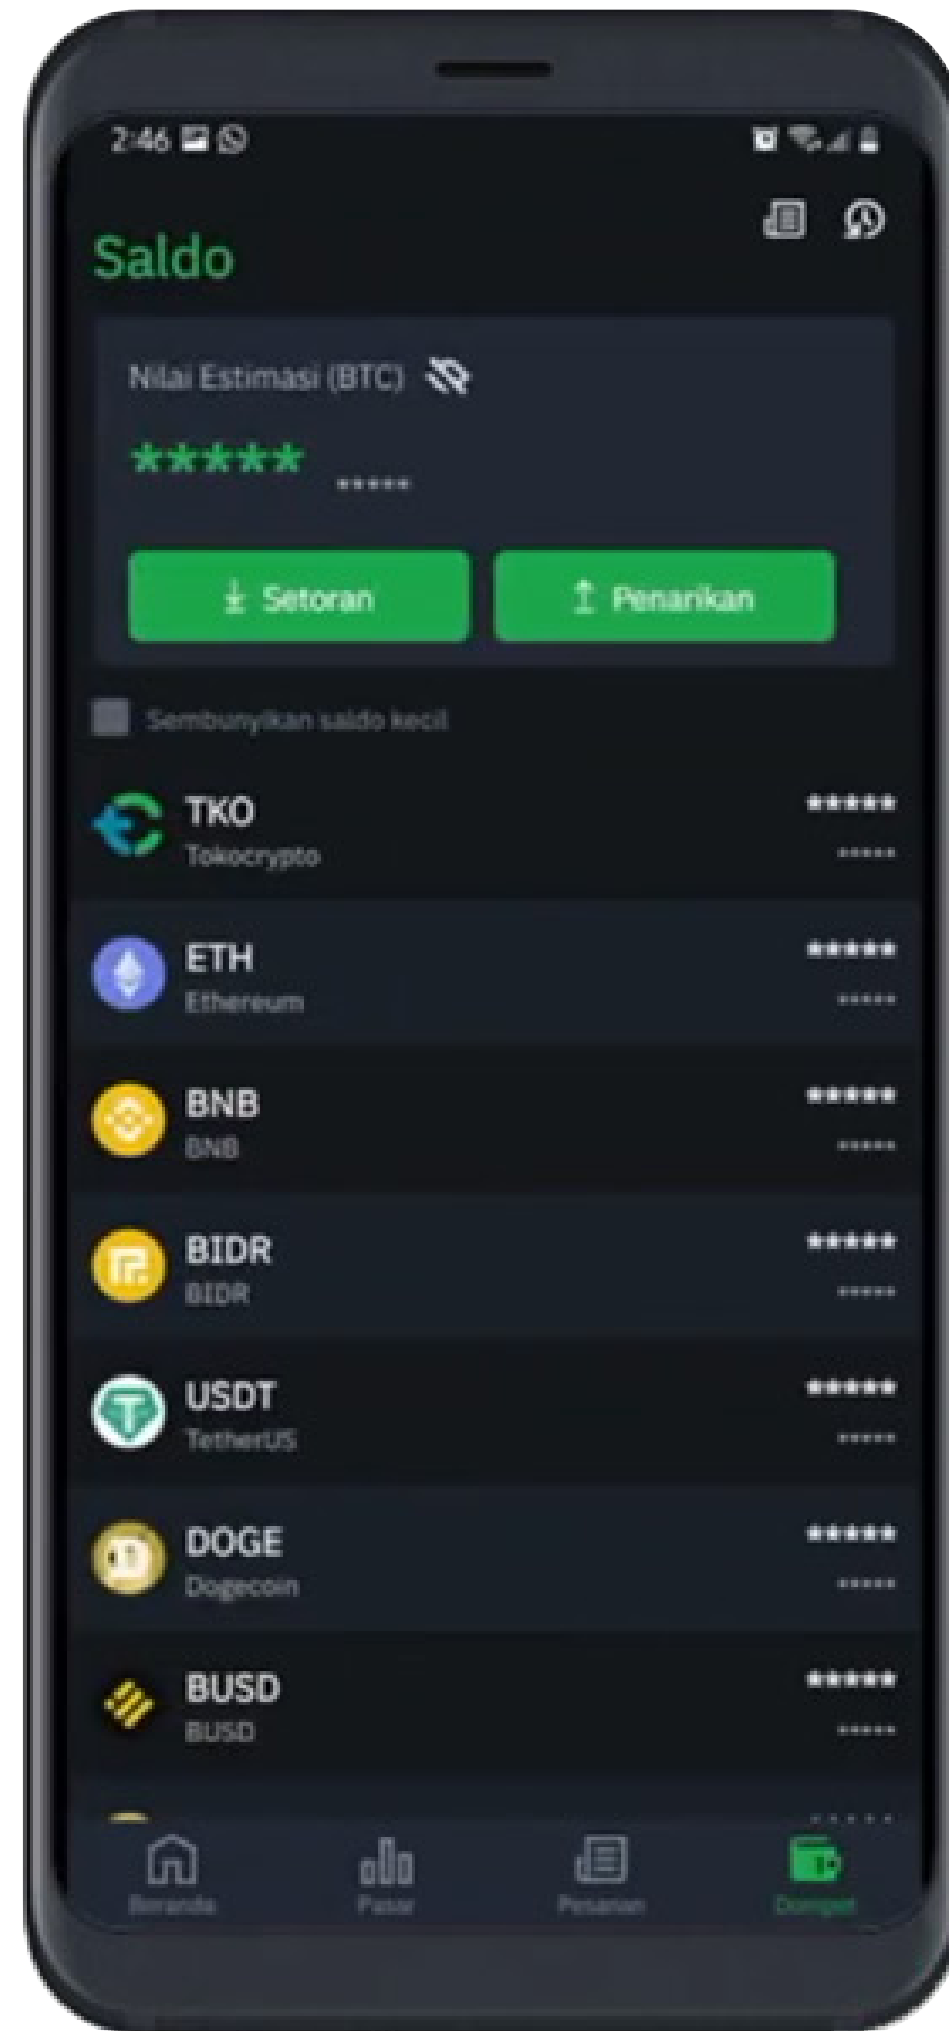 2:46
Saldo
Nilai Estimasi (BTC)
***** *****
Setoran Penarikan
Sembunyikan saldo kecil
TKO *****
Tokocrypto *****
ETH *****
Ethereum *****
BNB *****
BNB *****
BIDR *****
BIDR *****
USDT *****
TetherUS *****
DOGE *****
Dogecoin *****
BUSD *****
BUSD *****
*****
Beranda Pasar Pesanan Dompet